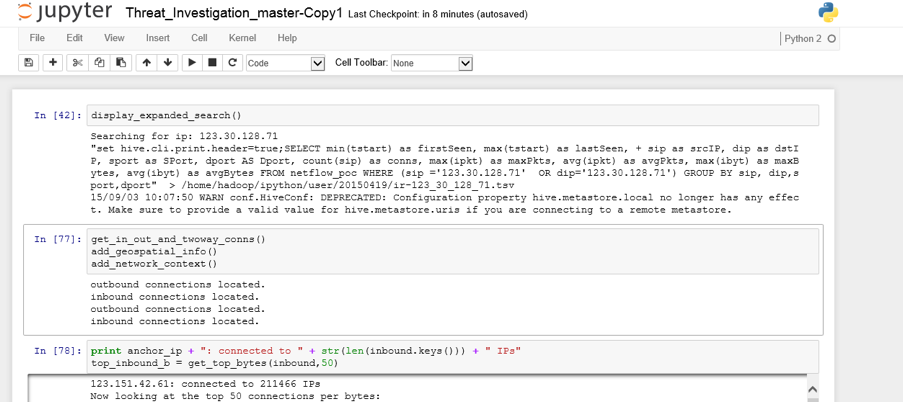 jupyter Threat_Investigation_master-Copy1 Last Checkpoint: in 8 minutes (autosaved)
File Edit View Insert Cell Kernel Help Python 2
Code Cell Toolbar: None
In [42]: display_expanded_search()
Searching for ip: 123.30.128.71
"set hive.cli.print.header=true;SELECT min(tstart) as firstSeen, max(tstart) as lastSeen, + sip as srcIP, dip as dstI
P, sport as SPort, dport AS Dport, count(sip) as conns, max(ipkt) as maxPkts, avg(ipkt) as avgPkts, max(ibyt) as maxB
ytes, avg(ibyt) as avgBytes FROM netflow_poc WHERE (sip ='123.30.128.71'  OR dip='123.30.128.71') GROUP BY sip, dip,s
port,dport"  > /home/hadoop/ipython/user/20150419/ir-123_30_128_71.tsv
15/09/03 10:07:50 WARN conf.HiveConf: DEPRECATED: Configuration property hive.metastore.local no longer has any effec
t. Make sure to provide a valid value for hive.metastore.uris if you are connecting to a remote metastore.
In [77]: get_in_out_and_twoway_conns()
add_geospatial_info()
add_network_context()
outbound connections located.
inbound connections located.
outbound connections located.
inbound connections located.
In [78]: print anchor_ip + ": connected to " + str(len(inbound.keys())) + " IPs"
top_inbound_b = get_top_bytes(inbound,50)
123.151.42.61: connected to 211466 IPs
Now looking at the top 50 connections per bytes: